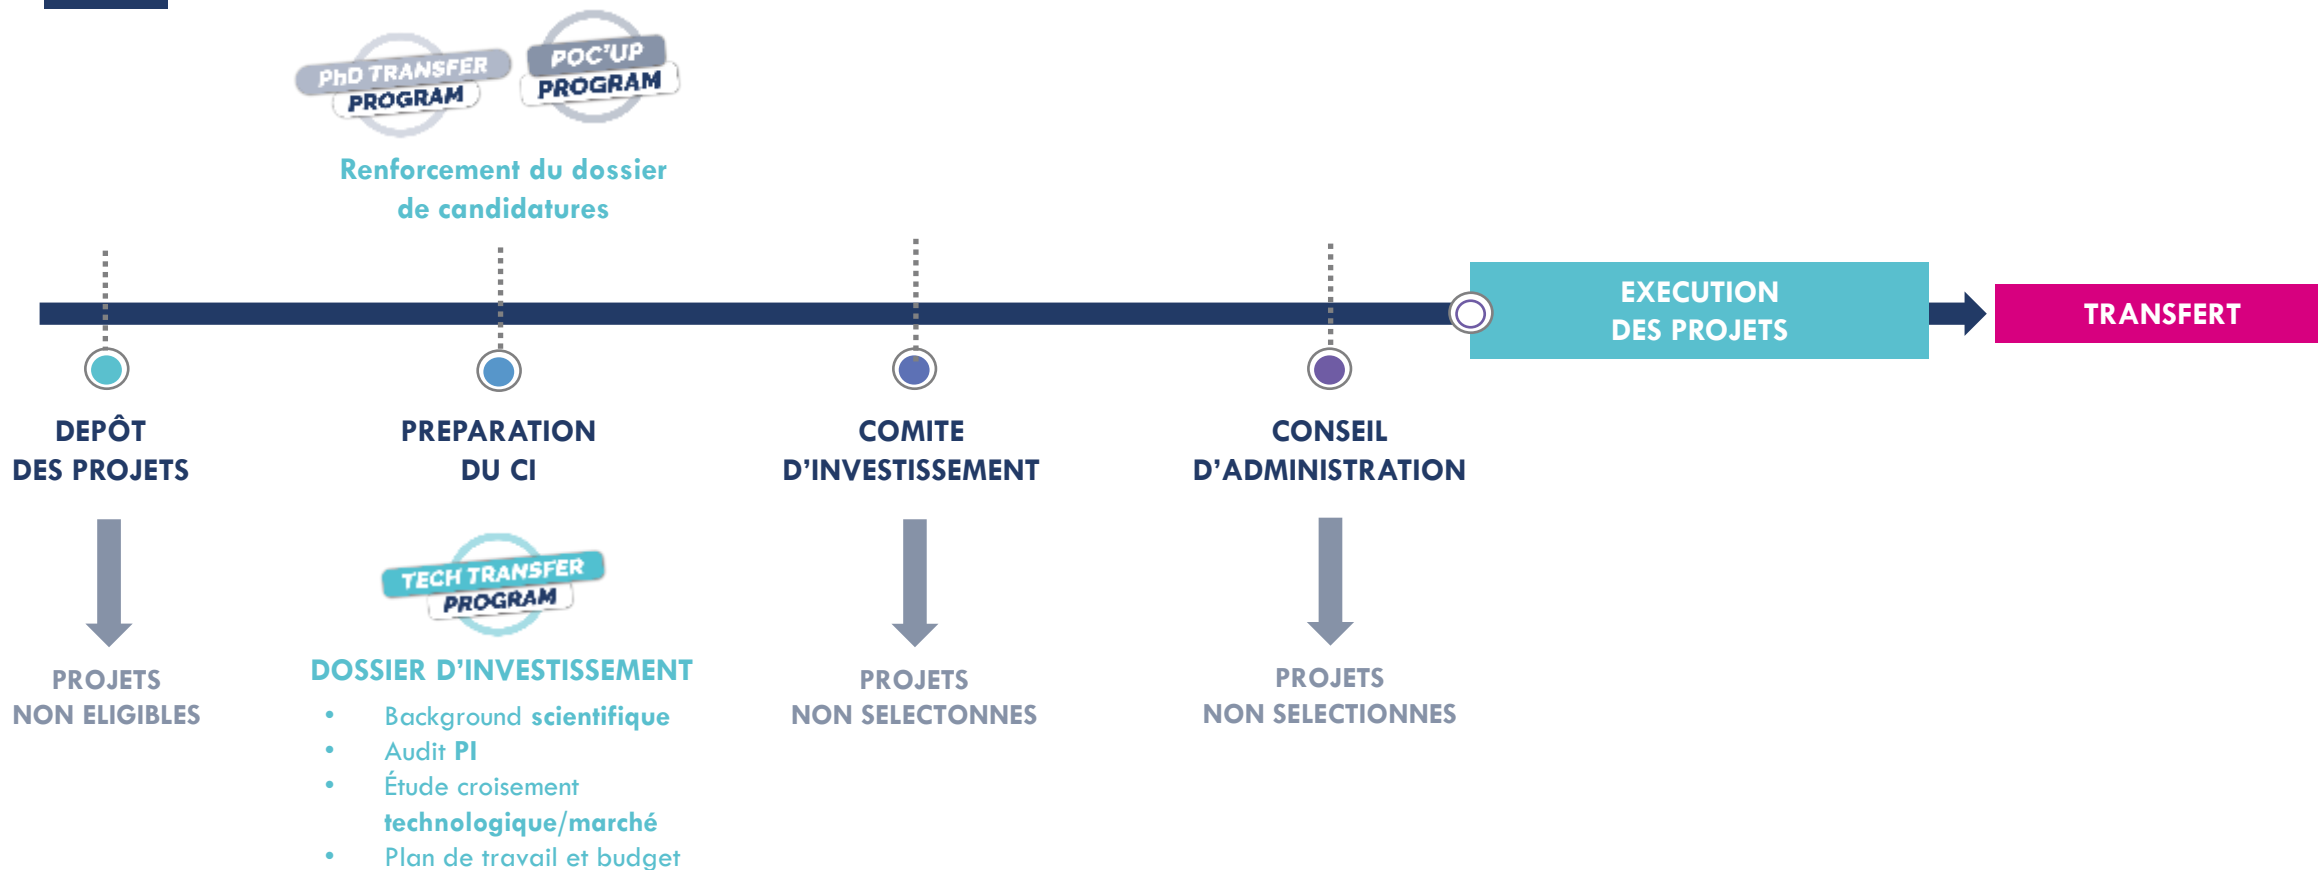 PhD TRANSFER
PROGRAM
POC'UP
PROGRAM
Renforcement du dossier
de candidatures
EXECUTION
DES PROJETS
TRANSFERT
DEPÔT
DES PROJETS
PREPARATION
DU CI
COMITE
D’INVESTISSEMENT
CONSEIL
D’ADMINISTRATION
TECH TRANSFER
PROGRAM
PROJETS
NON ELIGIBLES
DOSSIER D’INVESTISSEMENT
• Background scientifique
• Audit PI
• Étude croisement
technologique/marché
• Plan de travail et budget
PROJETS
NON SELECTONNES
PROJETS
NON SELECTIONNES